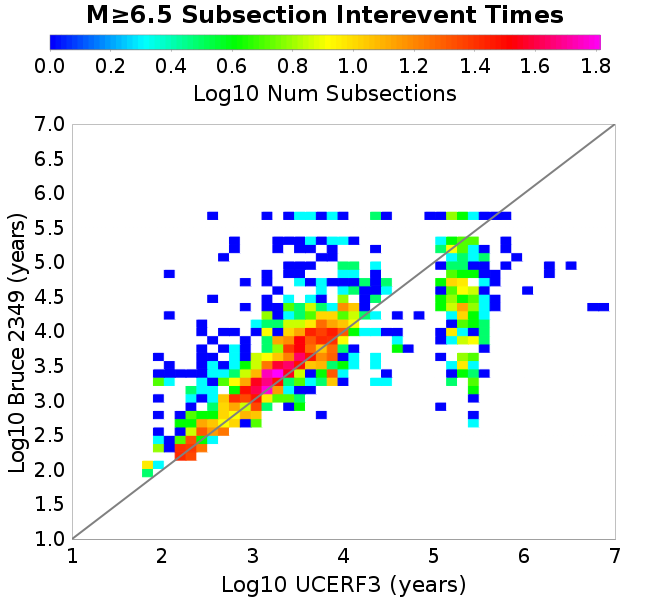 M≥6.5 Subsection Interevent Times
0.0 0.2 0.4 0.6 0.8 1.0 1.2 1.4 1.6 1.8
Log10 Num Subsections
7.0
6.5
6.0
5.5
5.0
4.5
4.0
3.5
3.0
2.5
2.0
1.5
1.0
Log10 Bruce 2349 (years)
1 2 3 4 5 6 7
Log10 UCERF3 (years)